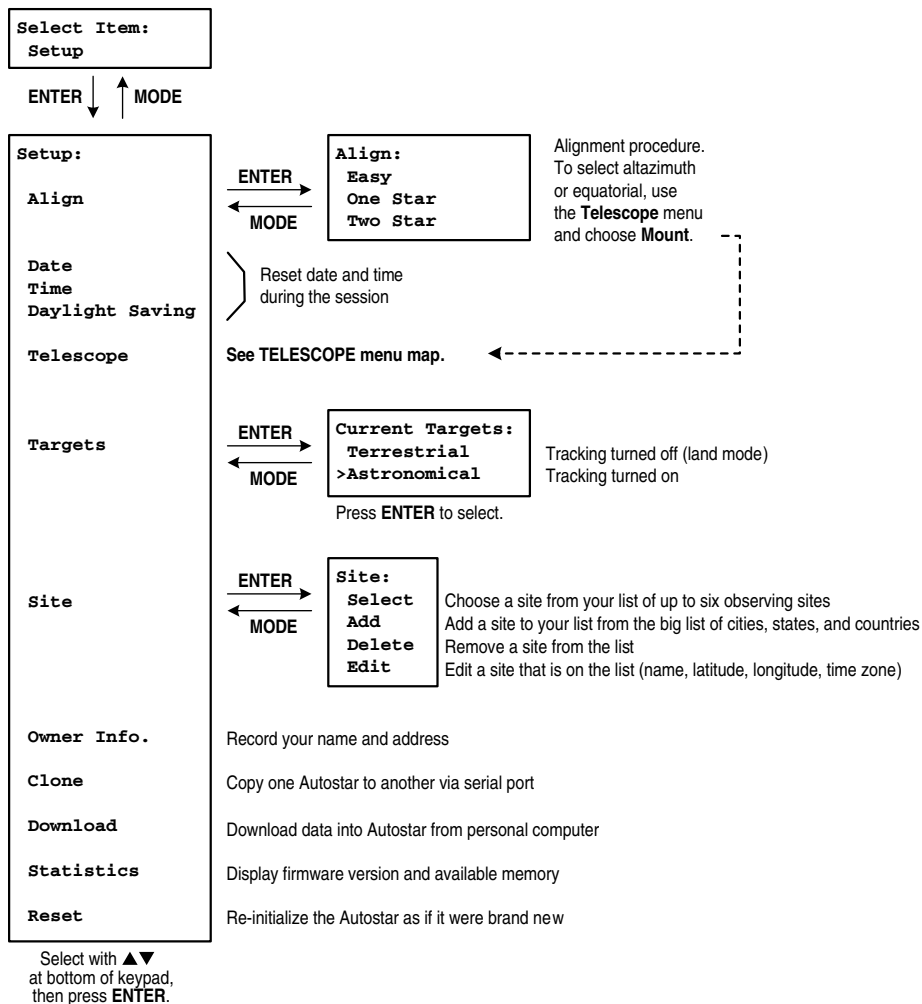 Select Item:
Setup
ENTER MODE
Setup:
Align
ENTER
MODE
Align:
Easy
One Star
Two Star
Alignment procedure.
To select altazimuth
or equatorial, use
the Telescope menu
and choose Mount.
Date
Time
Daylight Saving
Reset date and time
during the session
Telescope
See TELESCOPE menu map.
Targets
ENTER
MODE
Current Targets:
Terrestrial
>Astronomical
Tracking turned off (land mode)
Tracking turned on
Press ENTER to select.
Site
ENTER
MODE
Site:
Select
Add
Delete
Edit
Choose a site from your list of up to six observing sites
Add a site to your list from the big list of cities, states, and countries
Remove a site from the list
Edit a site that is on the list (name, latitude, longitude, time zone)
Owner Info.
Record your name and address
Clone
Copy one Autostar to another via serial port
Download
Download data into Autostar from personal computer
Statistics
Display firmware version and available memory
Reset
Re-initialize the Autostar as if it were brand new
Select with ▲▼
at bottom of keypad,
then press ENTER.